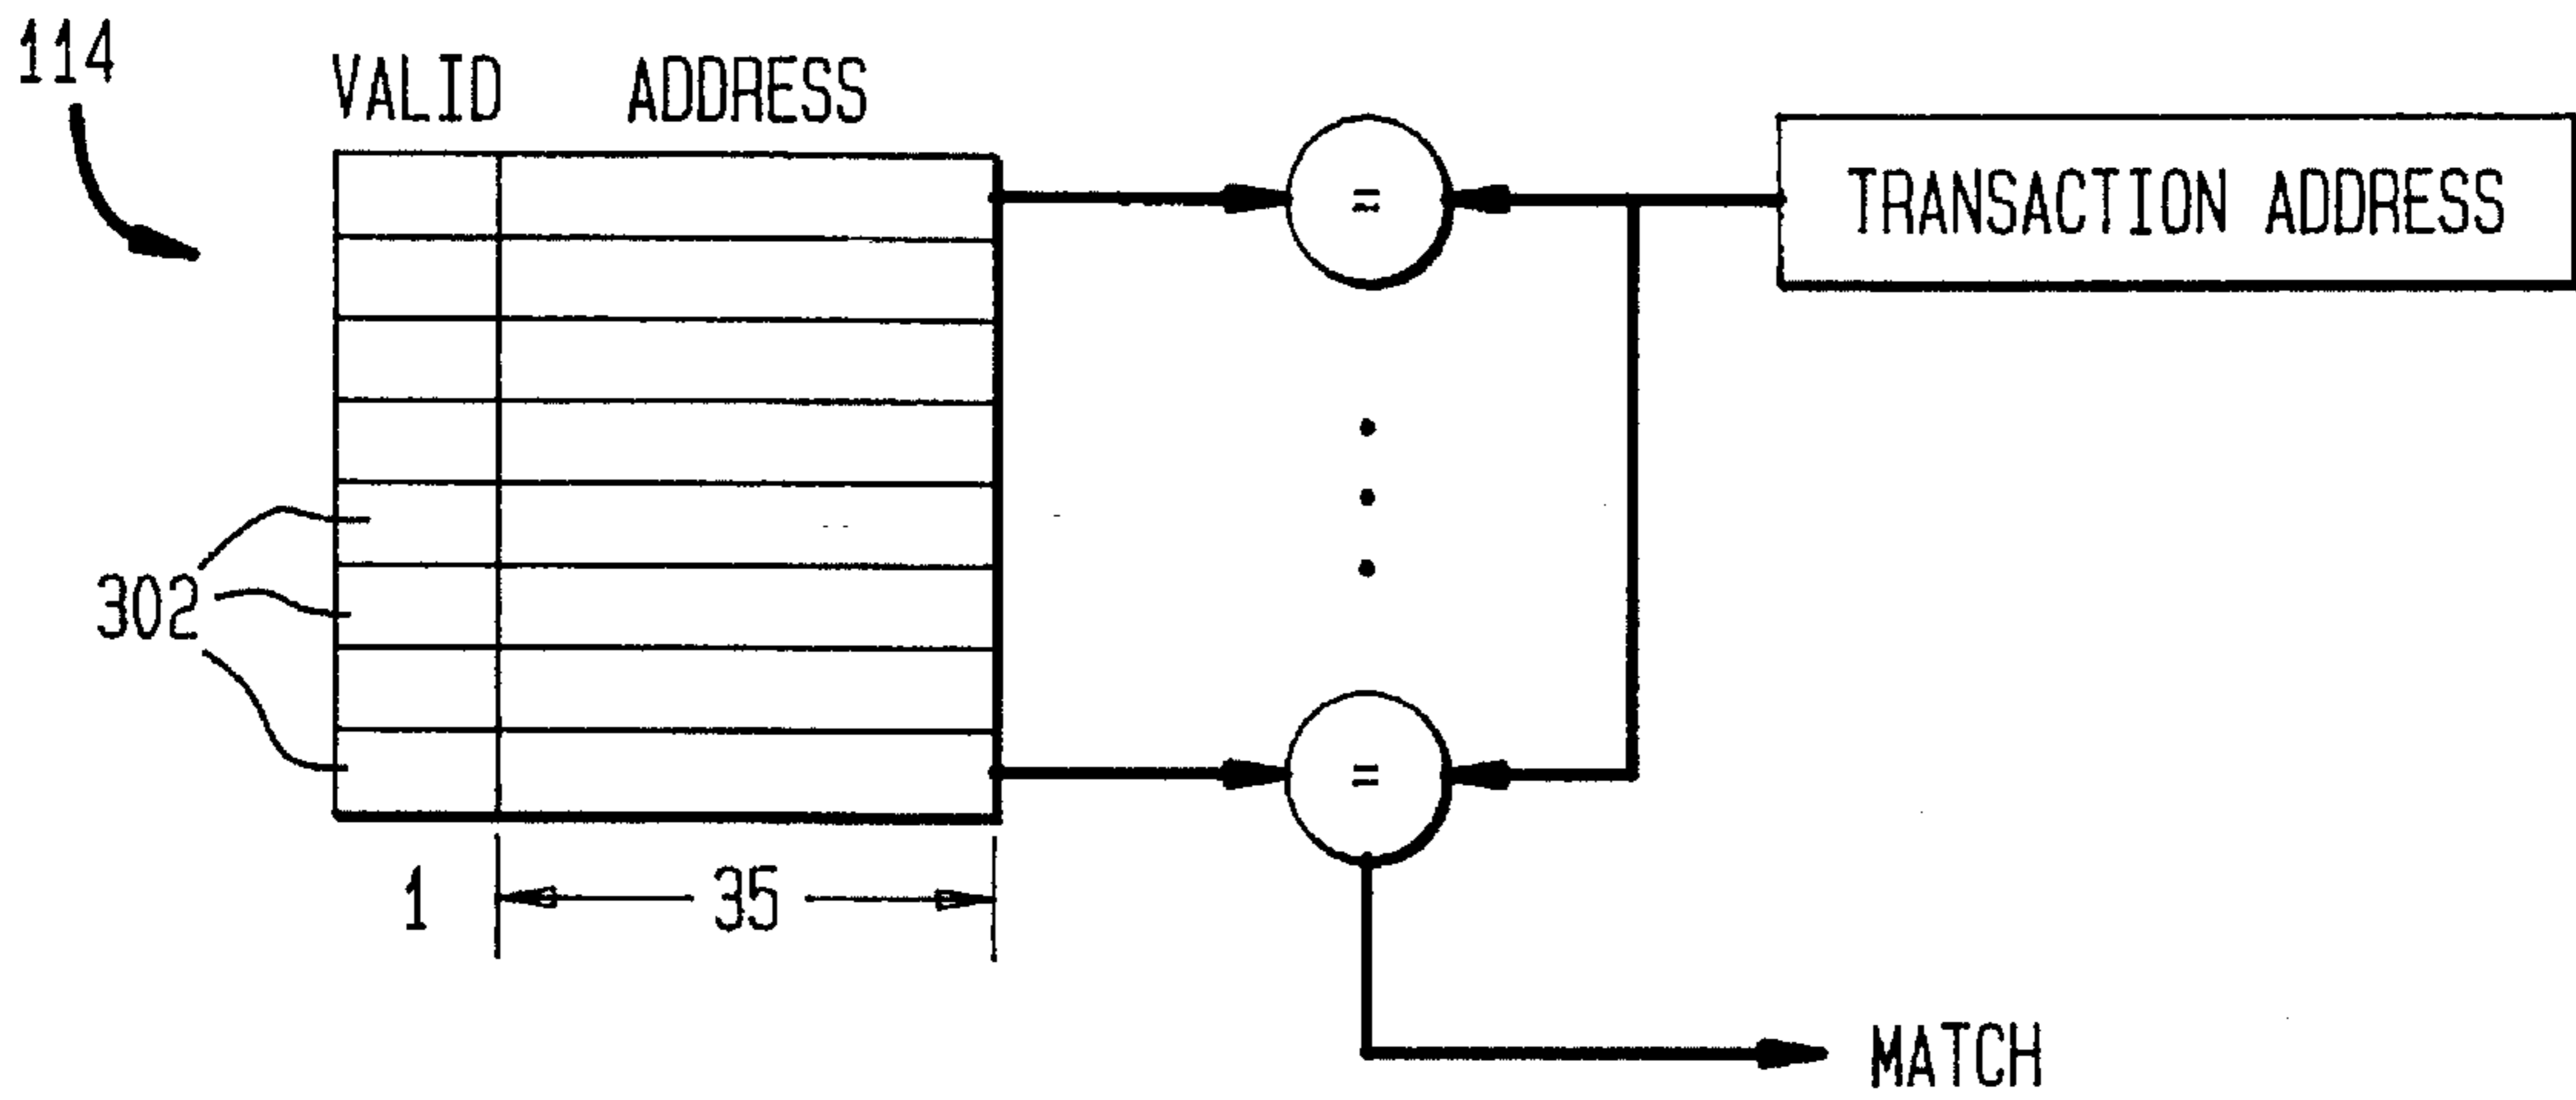 114
VALID ADDRESS
=
TRANSACTION ADDRESS
302
=
1
35
MATCH